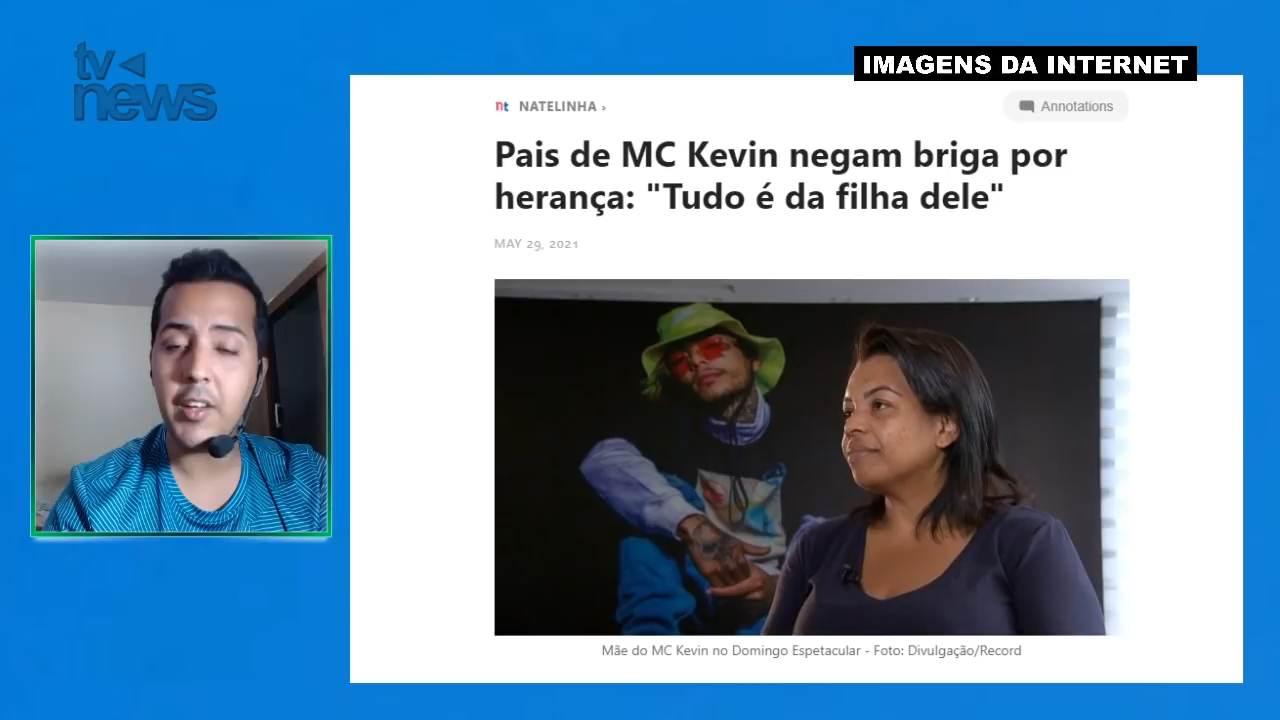 tv
news
IMAGENS DA INTERNET
nt NATELINHA ›
Annotations
Pais de MC Kevin negam briga por
herança: "Tudo é da filha dele"
MAY 29, 2021
Mãe do MC Kevin no Domingo Espetacular - Foto: Divulgação/Record